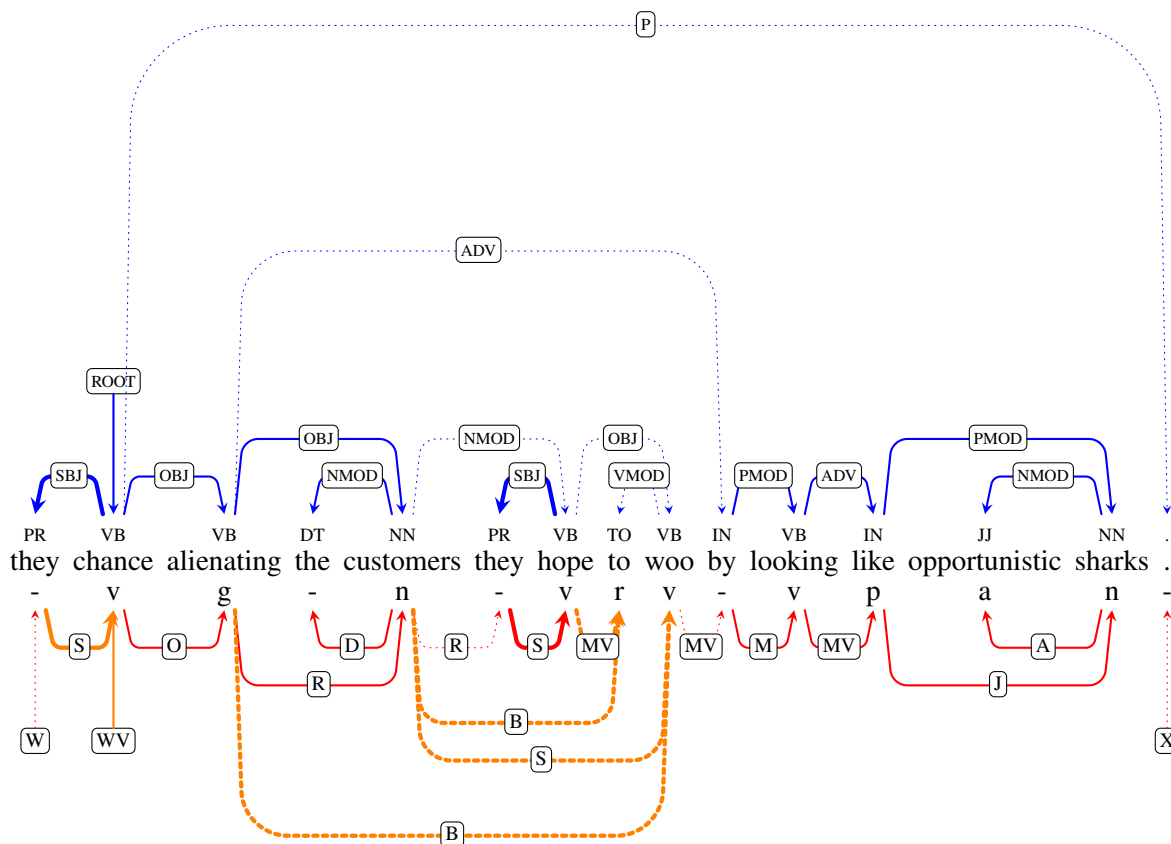 P
ADV
ROOT
OBJ NMOD OBJ PMOD
SBJ OBJ NMOD SBJ VMOD PMOD ADV NMOD
PR VB VB DT NN PR VB TO VB IN VB IN JJ NN .
they chance alienating the customers they hope to woo by looking like opportunistic sharks .
- v g - n - v r v - v p a n -
S O D R S MV MV M MV A
R J
B
W WV S X
B